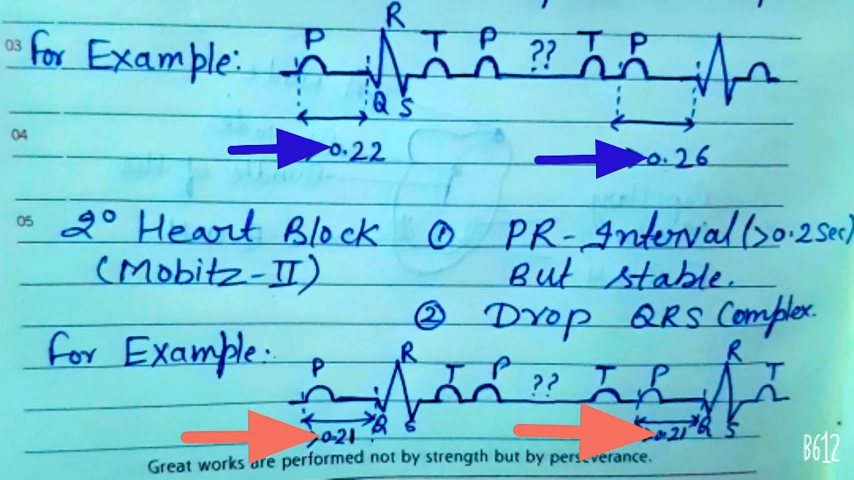 R
03 For Example: P T P ?? T P
Q S
04 >0.22 >0.26
05 2° Heart Block ① PR-Interval (>0.2 sec)
(Mobitz-II) But stable.
② Drop QRS Complex.
For Example: P R T P ?? T P R T
>0.21 Q S >0.21 Q S
Great works are performed not by strength but by perseverance.
B612